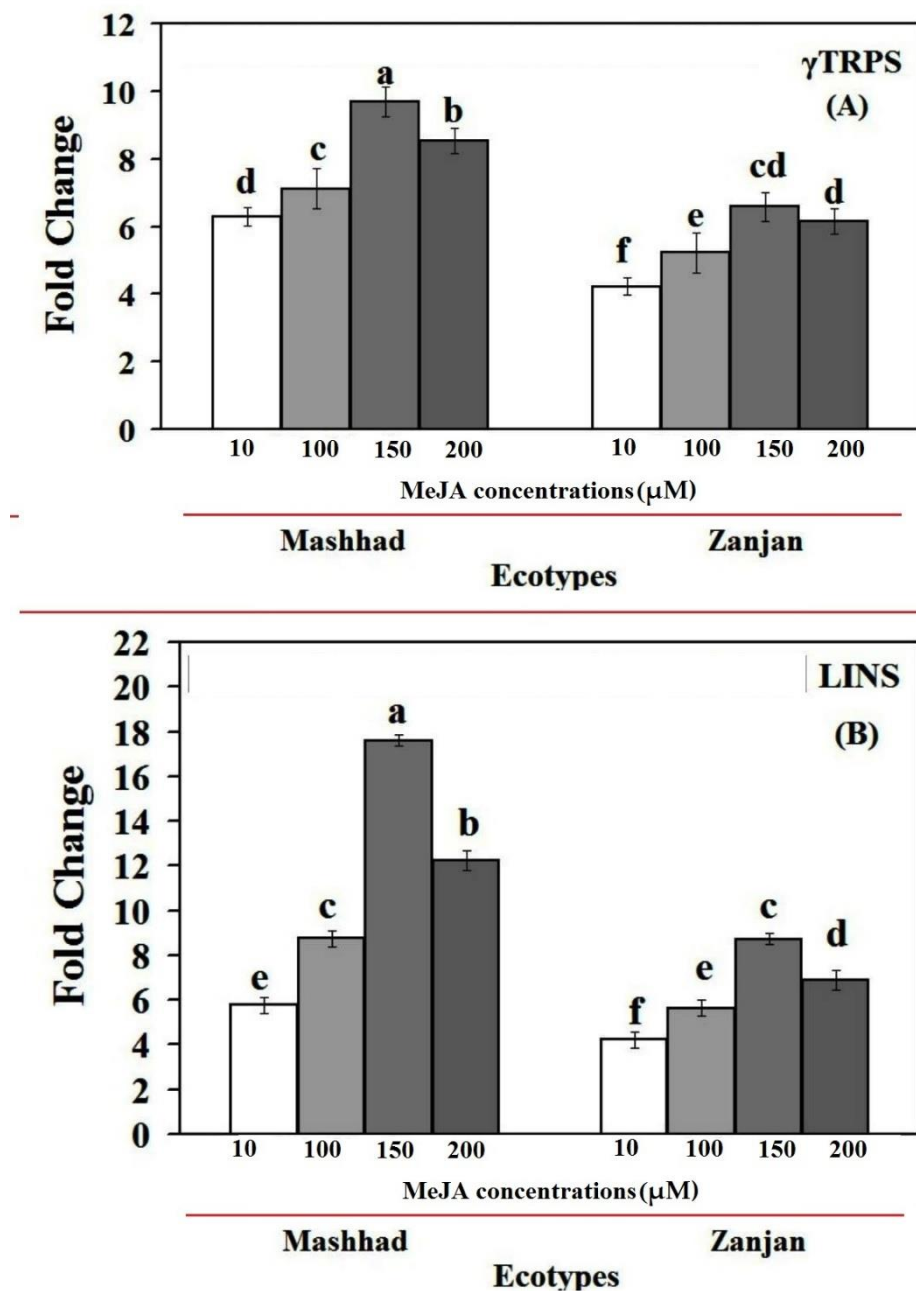 12
10
8
6
4
2
0
Fold Change
γTRPS
(A)
d c a b f e cd d
10 100 150 200 10 100 150 200
MeJA concentrations (μM)
Mashhad Zanjan
Ecotypes
22
20
18
16
14
12
10
8
6
4
2
0
Fold Change
LINS
(B)
e c a b f e c d
10 100 150 200 10 100 150 200
MeJA concentrations (μM)
Mashhad Zanjan
Ecotypes